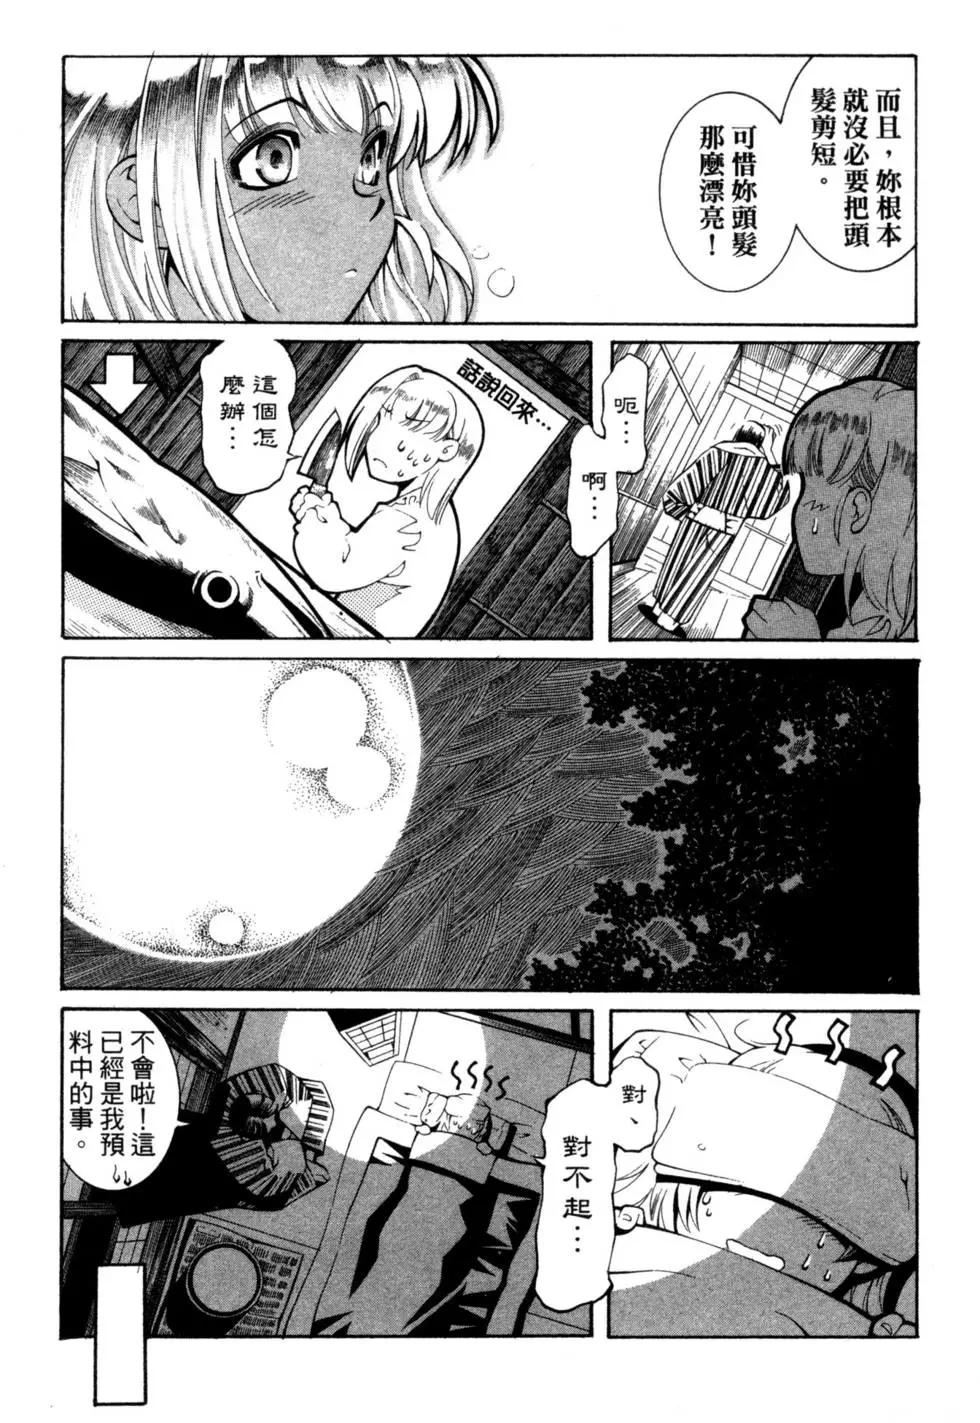 而且，妳根本
就沒必要把頭
髮剪短。
可惜妳頭髮
那麼漂亮！
呃…
啊…
話說回來…
這個怎
麼辦…
對、
對不起…
不會啦！這
已經是我預
料中的事。